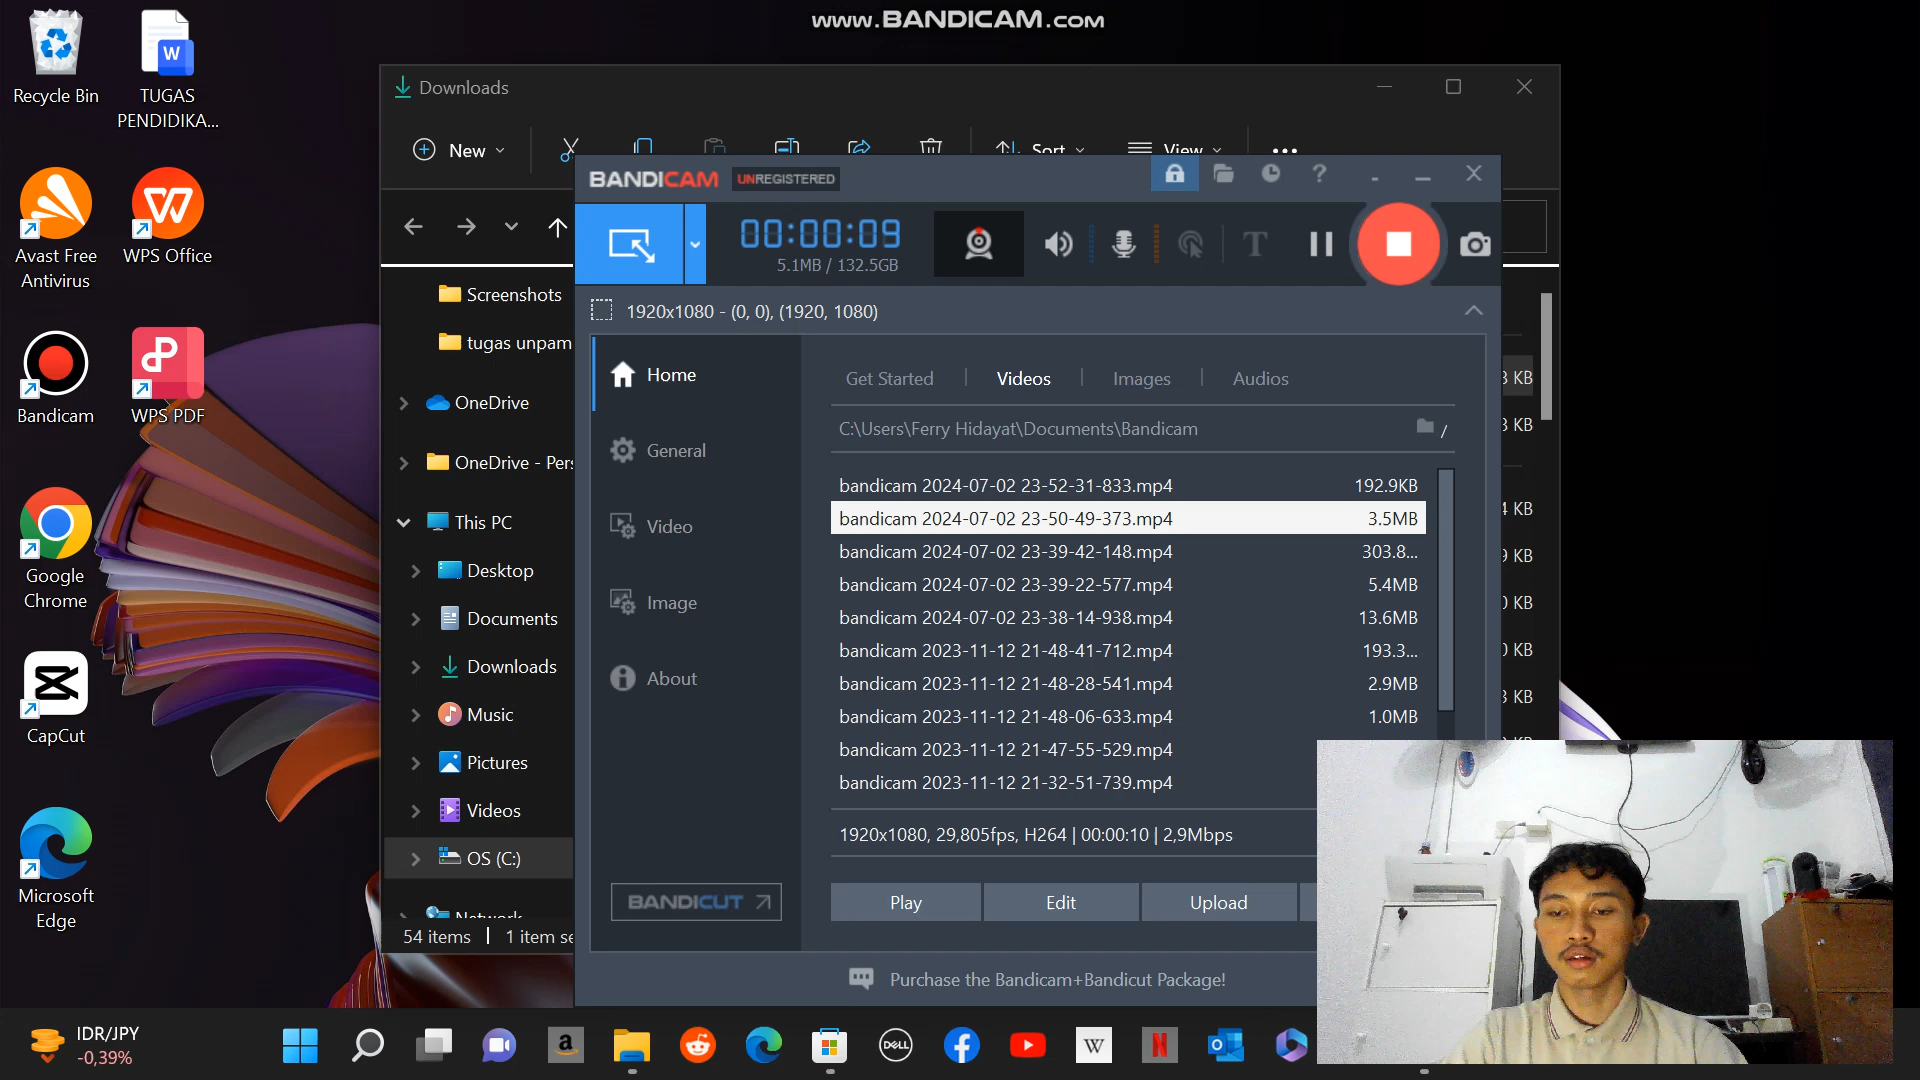 www.BANDICAM.com
Recycle Bin
TUGAS
PENDIDIKA...
Avast Free
Antivirus
WPS Office
Bandicam
WPS PDF
Google
Chrome
CapCut
Microsoft
Edge
Downloads
New
Sort
View
Screenshots
tugas unpam
OneDrive
OneDrive - Pers
This PC
Desktop
Documents
Downloads
Music
Pictures
Videos
OS (C:)
Network
54 items
1 item se
BANDICAM UNREGISTERED
00:00:09
5.1MB / 132.5GB
1920x1080 - (0, 0), (1920, 1080)
Home
General
Video
Image
About
BANDICUT
Get Started
Videos
Images
Audios
C:\Users\Ferry Hidayat\Documents\Bandicam
bandicam 2024-07-02 23-52-31-833.mp4 192.9KB
bandicam 2024-07-02 23-50-49-373.mp4 3.5MB
bandicam 2024-07-02 23-39-42-148.mp4 303.8...
bandicam 2024-07-02 23-39-22-577.mp4 5.4MB
bandicam 2024-07-02 23-38-14-938.mp4 13.6MB
bandicam 2023-11-12 21-48-41-712.mp4 193.3...
bandicam 2023-11-12 21-48-28-541.mp4 2.9MB
bandicam 2023-11-12 21-48-06-633.mp4 1.0MB
bandicam 2023-11-12 21-47-55-529.mp4
bandicam 2023-11-12 21-32-51-739.mp4
1920x1080, 29,805fps, H264 | 00:00:10 | 2,9Mbps
Play
Edit
Upload
Purchase the Bandicam+Bandicut Package!
IDR/JPY
-0,39%